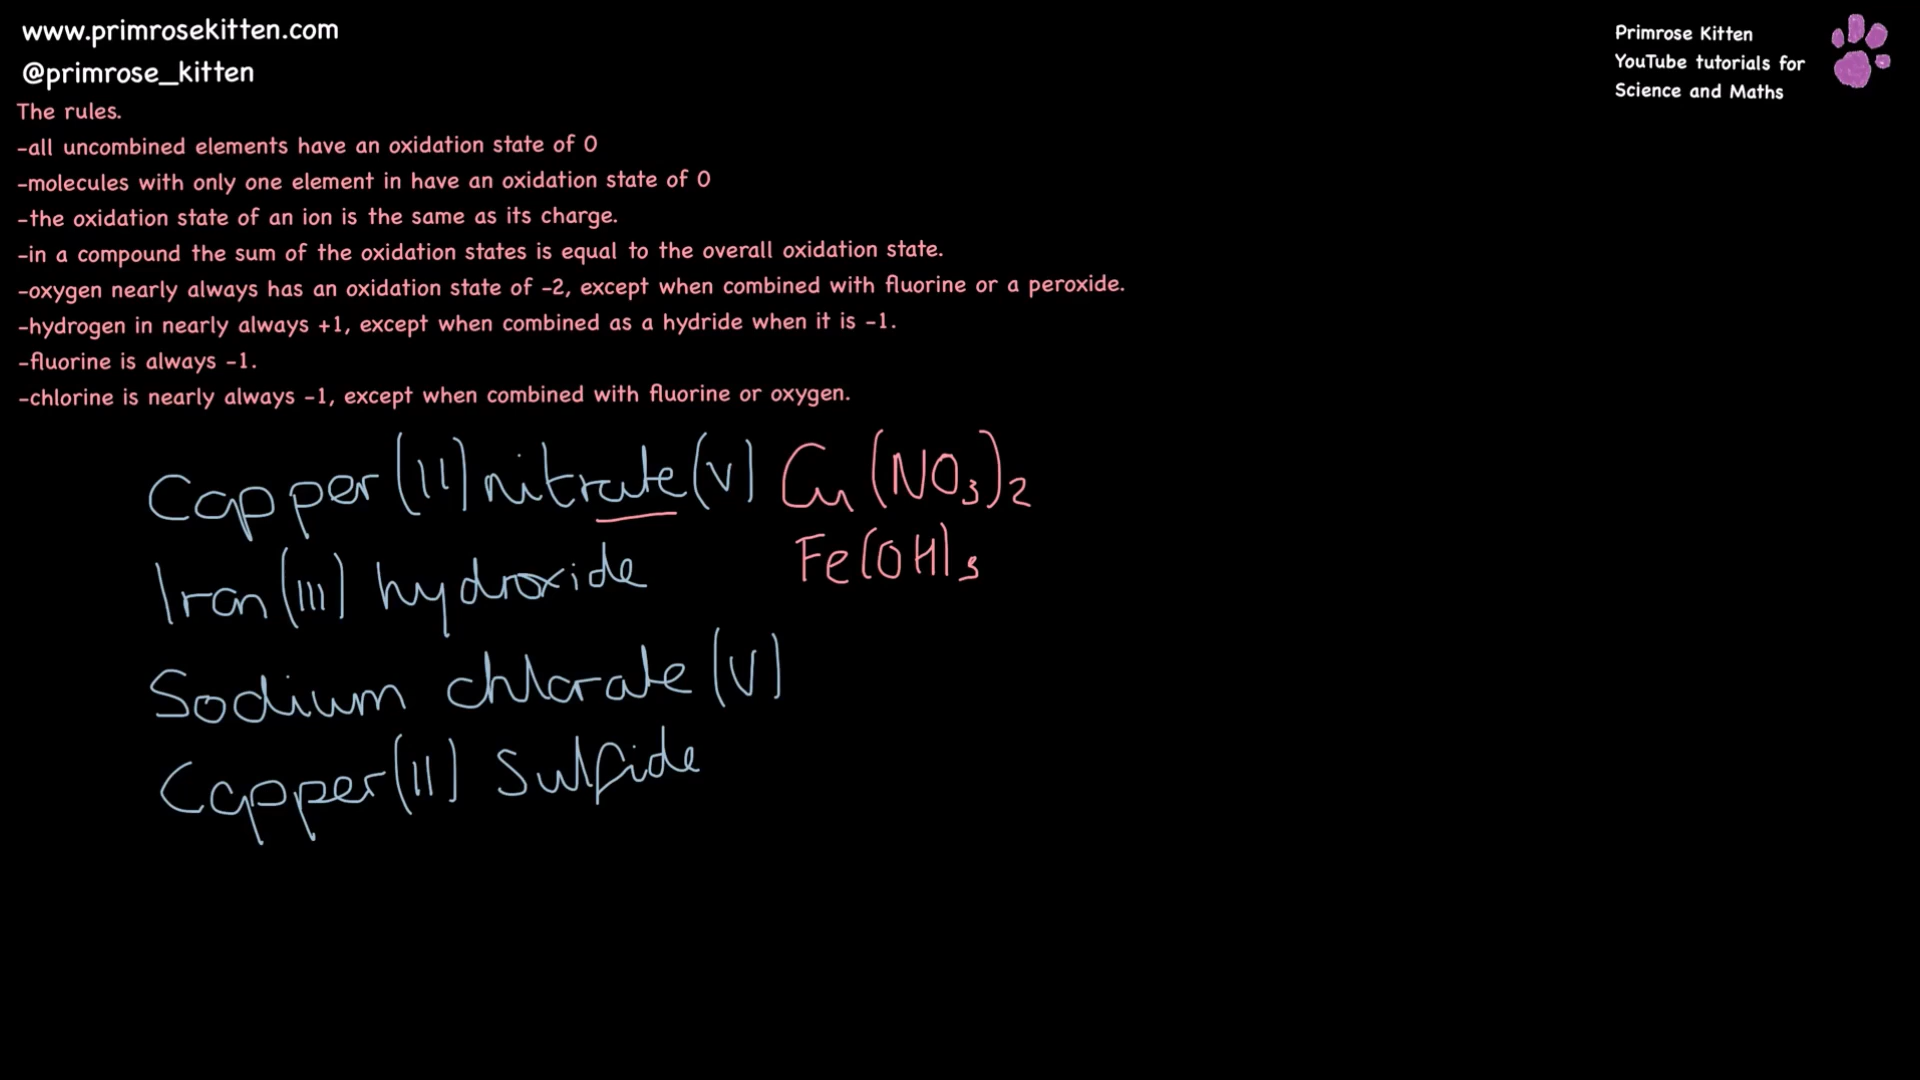 www.primrosekitten.com
@primrose_kitten
Primrose Kitten
YouTube tutorials for
Science and Maths
The rules.
-all uncombined elements have an oxidation state of 0
-molecules with only one element in have an oxidation state of 0
-the oxidation state of an ion is the same as its charge.
-in a compound the sum of the oxidation states is equal to the overall oxidation state.
-oxygen nearly always has an oxidation state of -2, except when combined with fluorine or a peroxide.
-hydrogen in nearly always +1, except when combined as a hydride when it is -1.
-fluorine is always -1.
-chlorine is nearly always -1, except when combined with fluorine or oxygen.
Copper (II) nitrate (V) Cu(NO₃)₂
Iron (III) hydroxide Fe(OH)₃
Sodium chlorate (V)
Copper (II) Sulfide